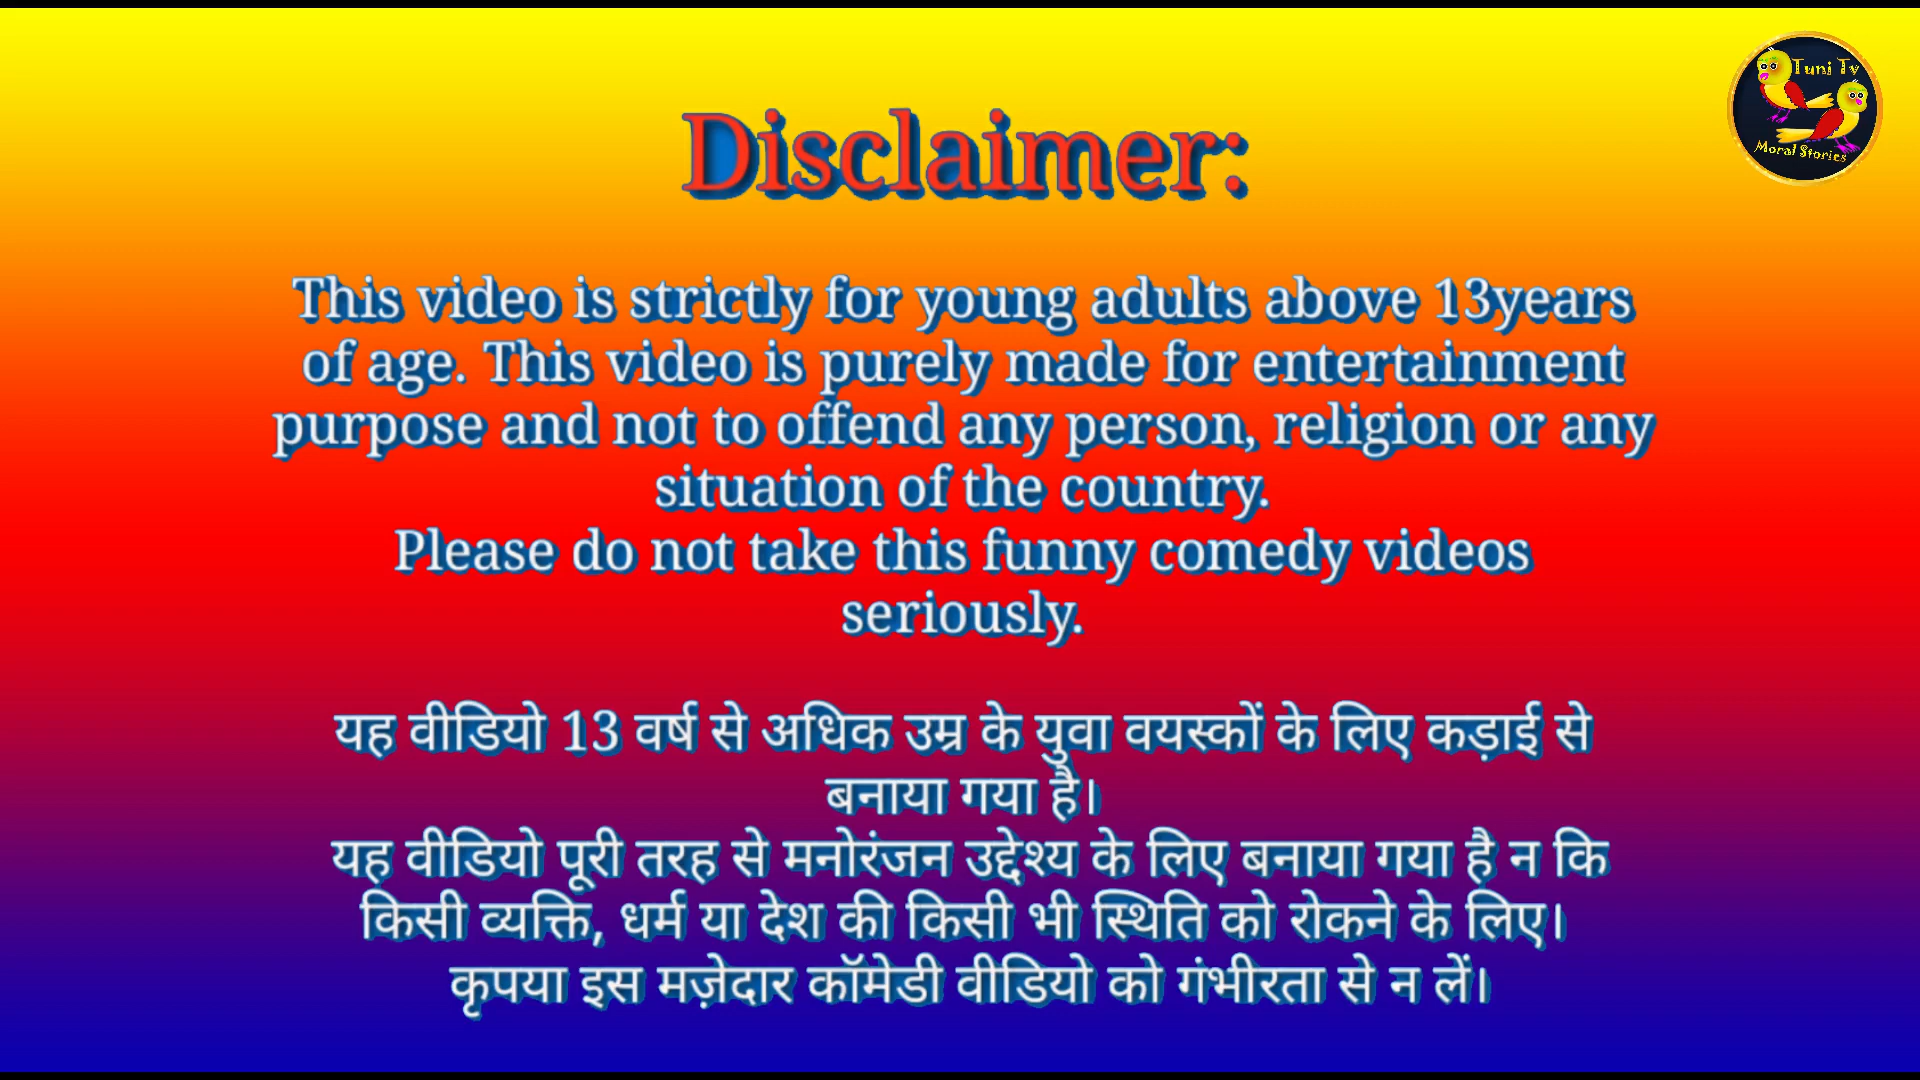 Tuni Tv
Moral Stories
Disclaimer:
This video is strictly for young adults above 13years
of age. This video is purely made for entertainment
purpose and not to offend any person, religion or any
situation of the country.
Please do not take this funny comedy videos
seriously.
यह वीडियो 13 वर्ष से अधिक उम्र के युवा वयस्कों के लिए कड़ाई से
बनाया गया है।
यह वीडियो पूरी तरह से मनोरंजन उद्देश्य के लिए बनाया गया है न कि
किसी व्यक्ति, धर्म या देश की किसी भी स्थिति को रोकने के लिए।
कृपया इस मज़ेदार कॉमेडी वीडियो को गंभीरता से न लें।